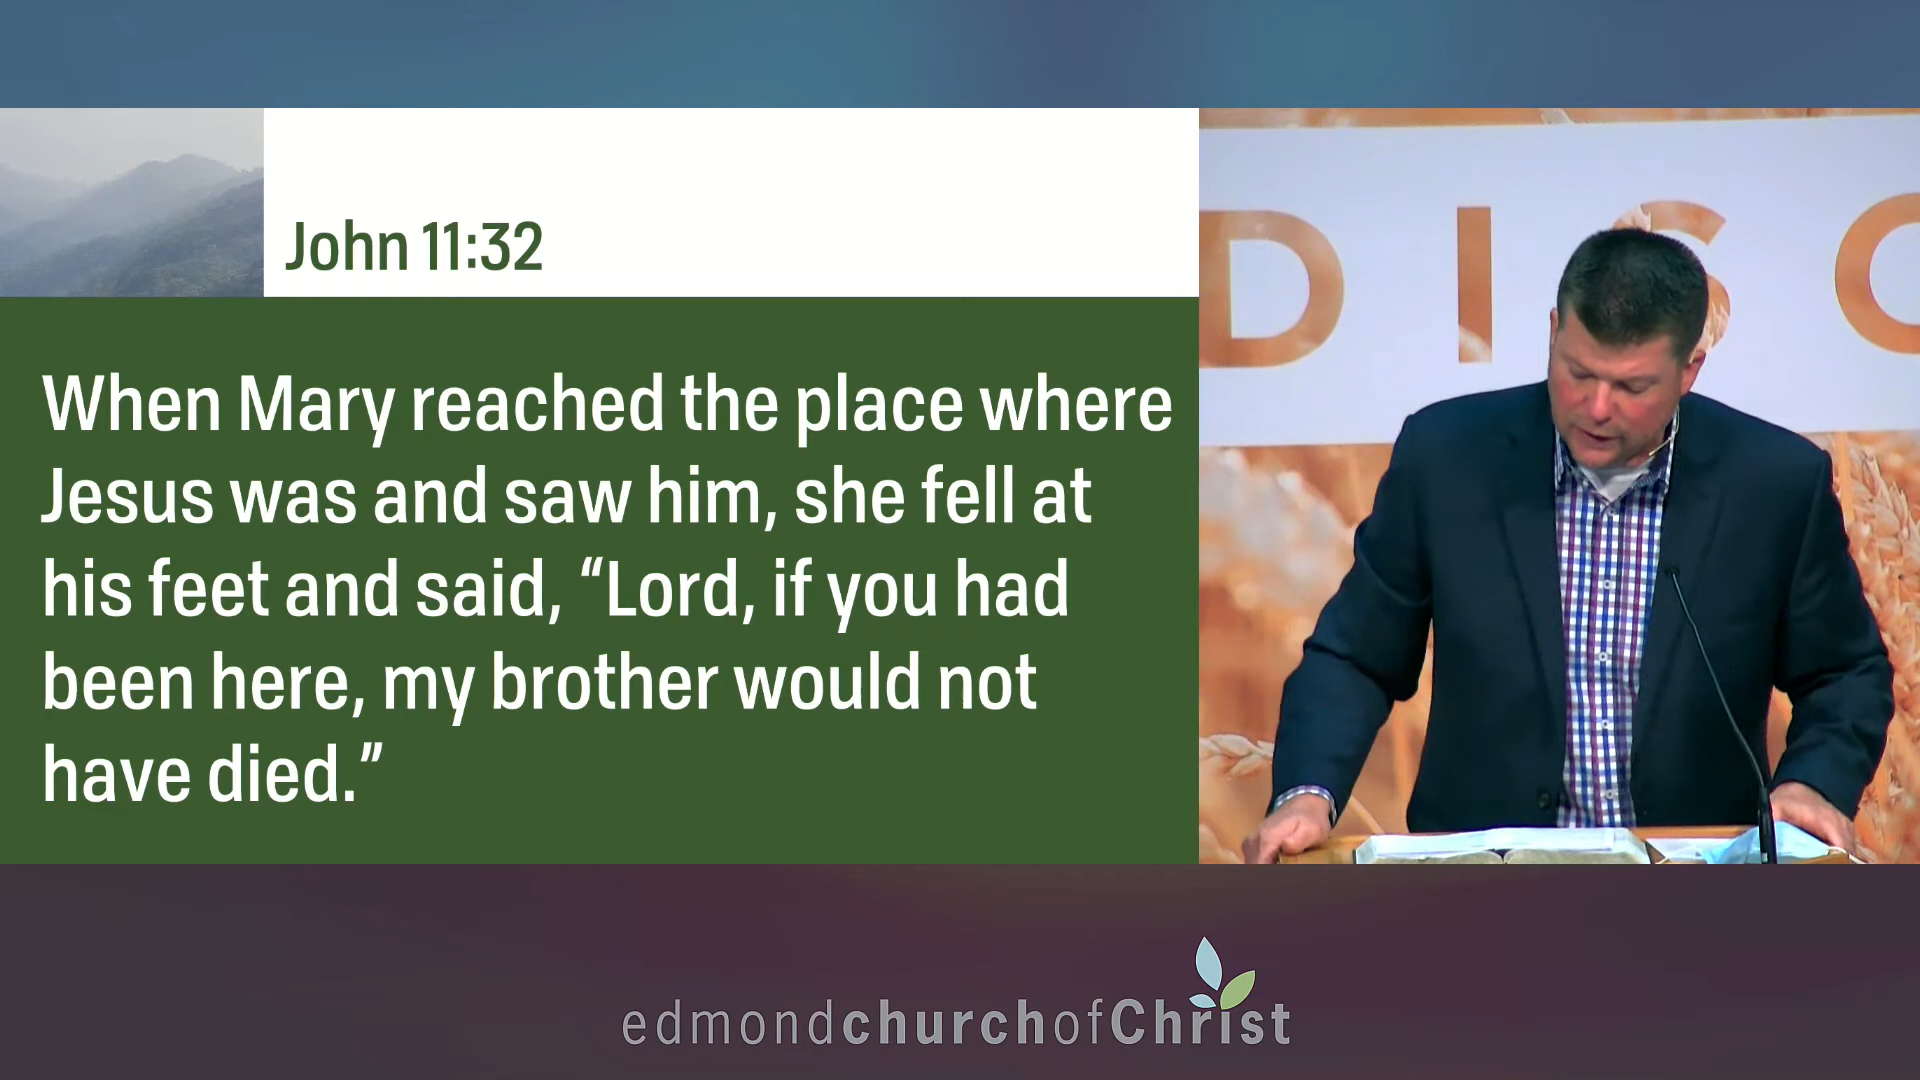 John 11:32
When Mary reached the place where
Jesus was and saw him, she fell at
his feet and said, “Lord, if you had
been here, my brother would not
have died.”
DISC
edmondchurchofChrist